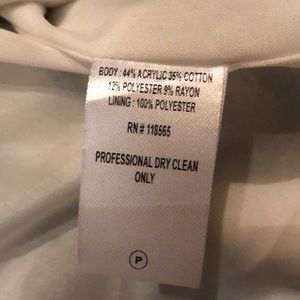 BODY : 44% ACRYLIC 35% COTTON
12% POLYESTER 9% RAYON
LINING : 100% POLYESTER
RN # 118565
PROFESSIONAL DRY CLEAN
ONLY
P